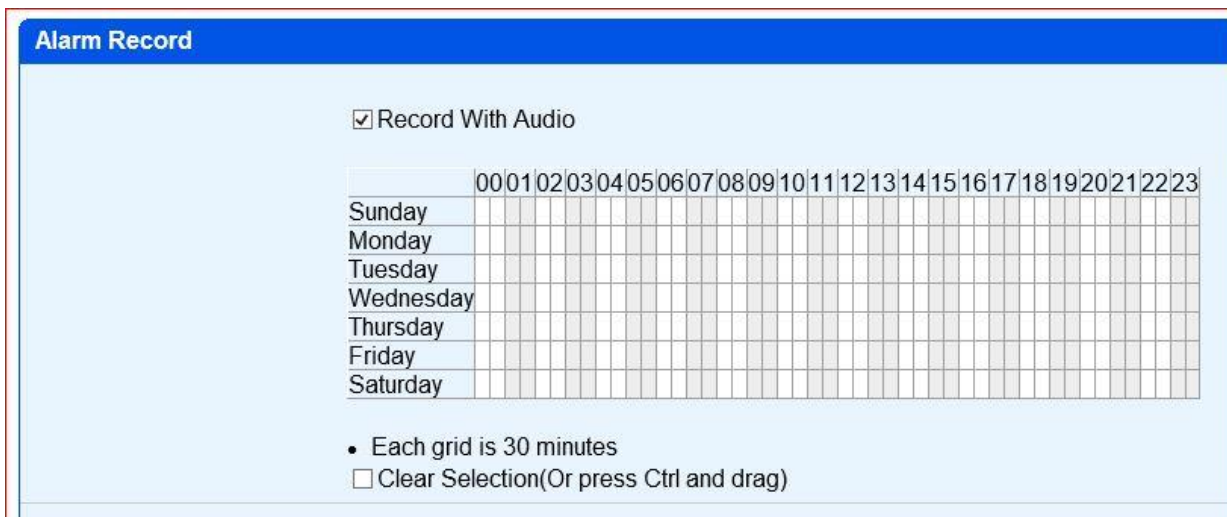 Alarm Record
Record With Audio
00 01 02 03 04 05 06 07 08 09 10 11 12 13 14 15 16 17 18 19 20 21 22 23
Sunday
Monday
Tuesday
Wednesday
Thursday
Friday
Saturday
• Each grid is 30 minutes
Clear Selection(Or press Ctrl and drag)